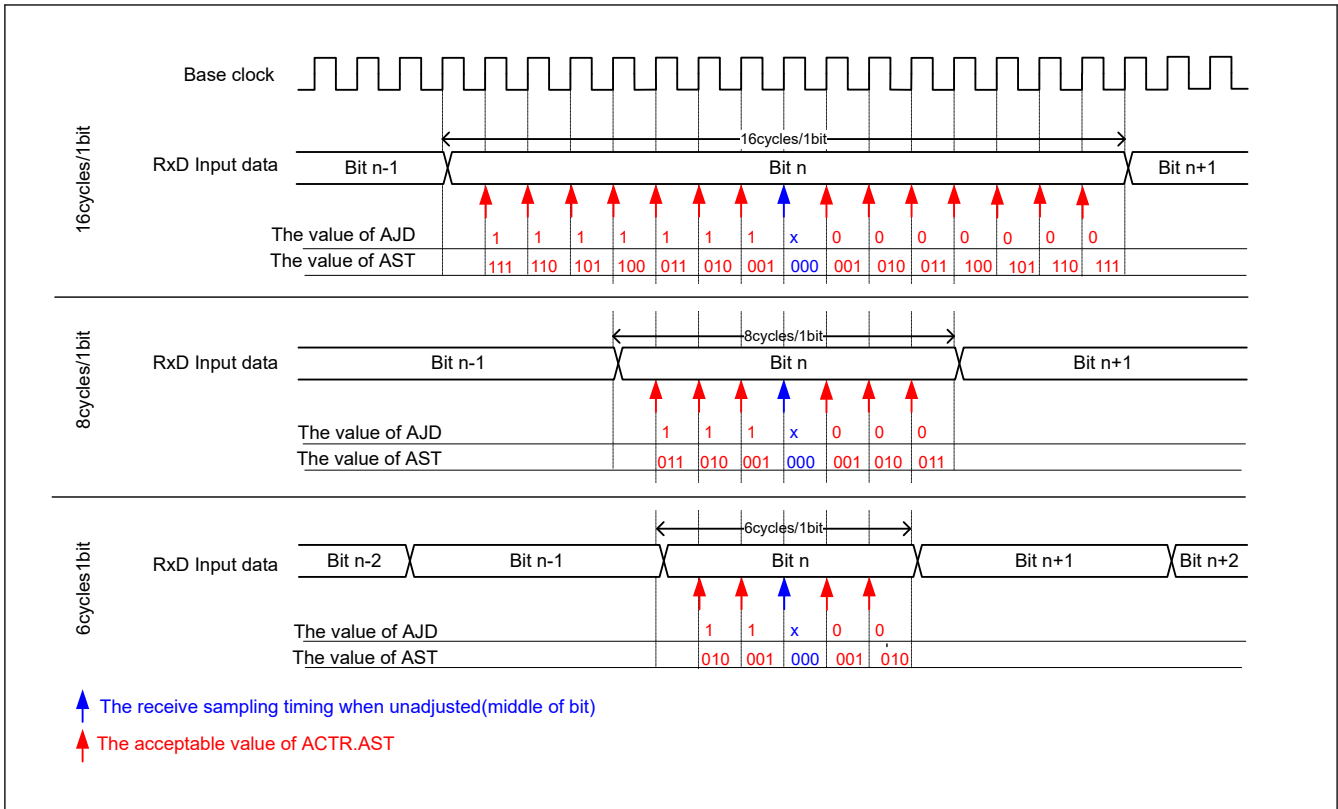 Base clock
16cycles/1bit
16cycles/1bit
RxD Input data Bit n-1 Bit n Bit n+1
The value of AJD 1 1 1 1 1 1 1 x 0 0 0 0 0 0 0
The value of AST 111 110 101 100 011 010 001 000 001 010 011 100 101 110 111
8cycles/1bit
8cycles/1bit
RxD Input data Bit n-1 Bit n Bit n+1
The value of AJD 1 1 1 x 0 0 0
The value of AST 011 010 001 000 001 010 011
6cycles1bit
6cycles/1bit
RxD Input data Bit n-2 Bit n-1 Bit n Bit n+1 Bit n+2
The value of AJD 1 1 x 0 0
The value of AST 010 001 000 001 010
The receive sampling timing when unadjusted(middle of bit)
The acceptable value of ACTR.AST